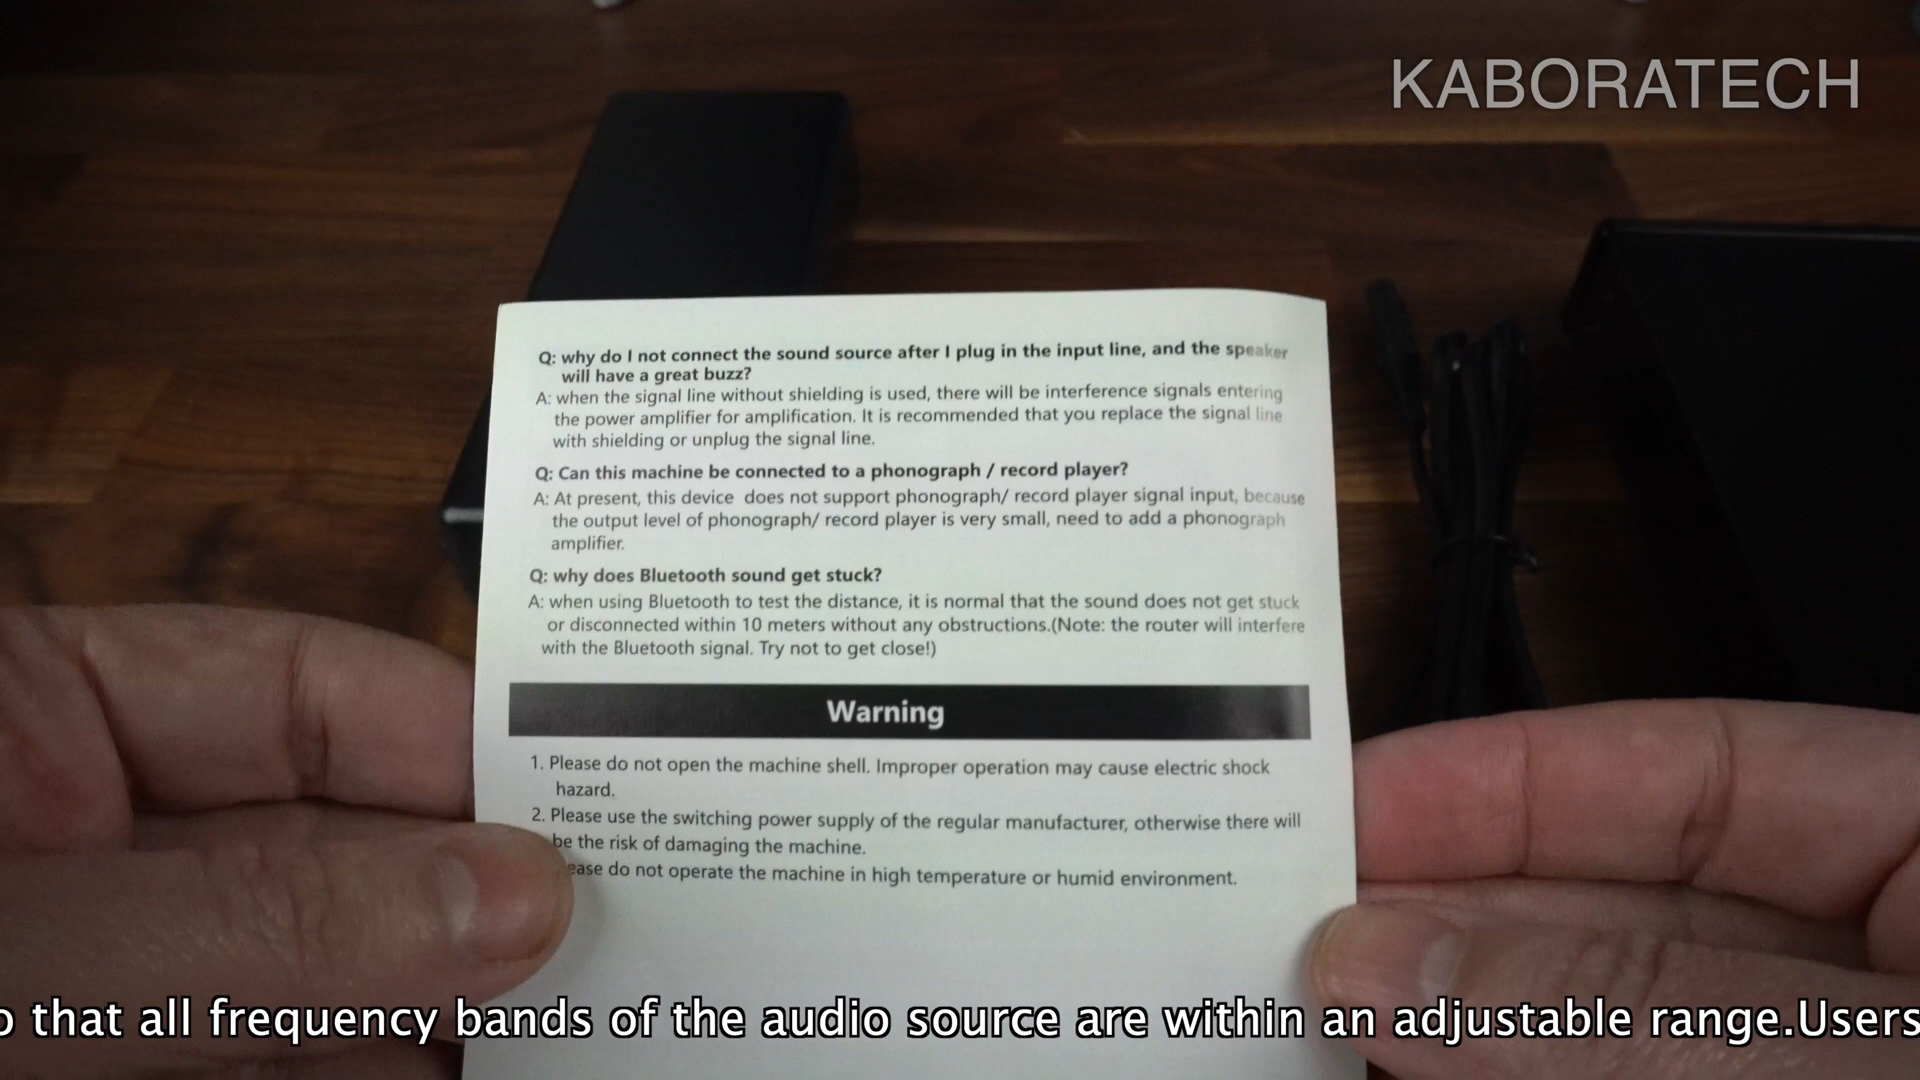 KABORATECH
Q: why do I not connect the sound source after I plug in the input line, and the speaker
will have a great buzz?
A: when the signal line without shielding is used, there will be interference signals entering
the power amplifier for amplification. It is recommended that you replace the signal line
with shielding or unplug the signal line.
Q: Can this machine be connected to a phonograph / record player?
A: At present, this device does not support phonograph/ record player signal input, because
the output level of phonograph/ record player is very small, need to add a phonograph
amplifier.
Q: why does Bluetooth sound get stuck?
A: when using Bluetooth to test the distance, it is normal that the sound does not get stuck
or disconnected within 10 meters without any obstructions.(Note: the router will interfere
with the Bluetooth signal. Try not to get close!)
Warning
1. Please do not open the machine shell. Improper operation may cause electric shock
hazard.
2. Please use the switching power supply of the regular manufacturer, otherwise there will
be the risk of damaging the machine.
ease do not operate the machine in high temperature or humid environment.
o that all frequency bands of the audio source are within an adjustable range.Users